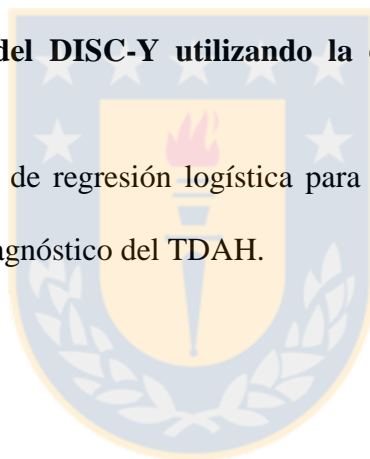 del DISC-Y utilizando la
de regresión logística para
agnóstico del TDAH.